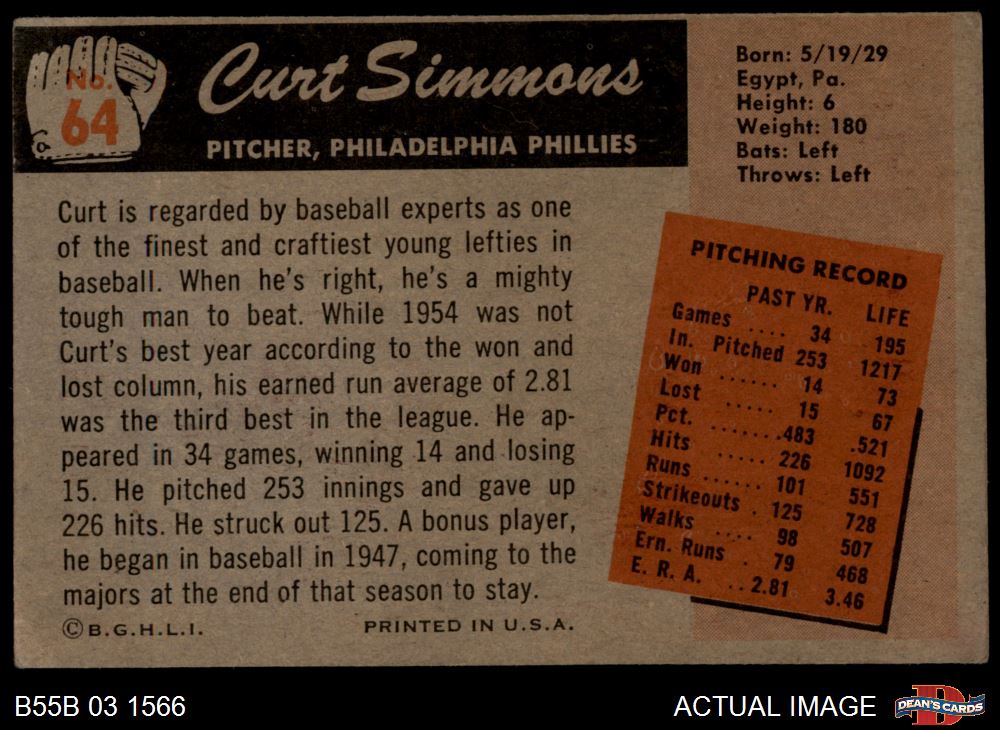 No.
64
Curt Simmons
PITCHER, PHILADELPHIA PHILLIES
Born: 5/19/29
Egypt, Pa.
Height: 6
Weight: 180
Bats: Left
Throws: Left
Curt is regarded by baseball experts as one
of the finest and craftiest young lefties in
baseball. When he's right, he's a mighty
tough man to beat. While 1954 was not
Curt's best year according to the won and
lost column, his earned run average of 2.81
was the third best in the league. He ap-
peared in 34 games, winning 14 and losing
15. He pitched 253 innings and gave up
226 hits. He struck out 125. A bonus player,
he began in baseball in 1947, coming to the
majors at the end of that season to stay.
©B.G.H.L.I. PRINTED IN U.S.A.
PITCHING RECORD
PAST YR. LIFE
Games .... 34 195
In. Pitched 253 1217
Won ...... 14 73
Lost ..... 15 67
Pct. .......483 .521
Hits ..... 226 1092
Runs ..... 101 551
Strikeouts . 125 728
Walks .... 98 507
Ern. Runs . 79 468
E. R. A. ..2.81 3.46
B55B 03 1566
ACTUAL IMAGE
D
DEAN'S CARDS